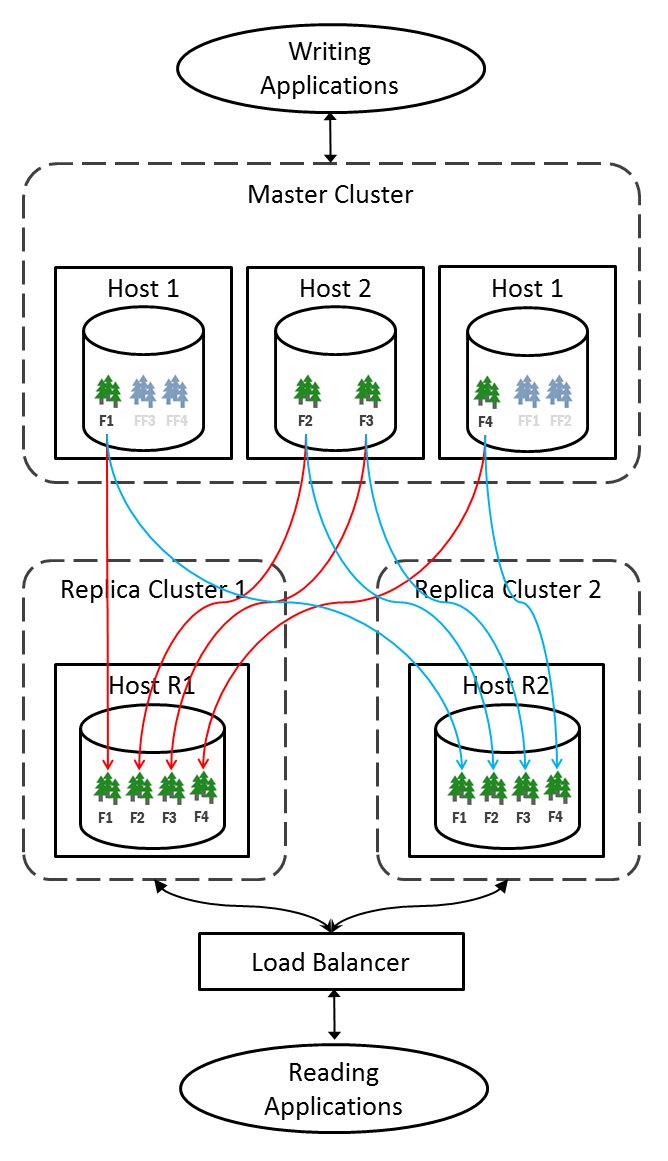 Writing
Applications
Master Cluster
Host 1
Host 2
Host 1
F1 FF3 FF4
F2 F3
F4 FF1 FF2
Replica Cluster 1
Replica Cluster 2
Host R1
Host R2
F1 F2 F3 F4
F1 F2 F3 F4
Load Balancer
Reading
Applications